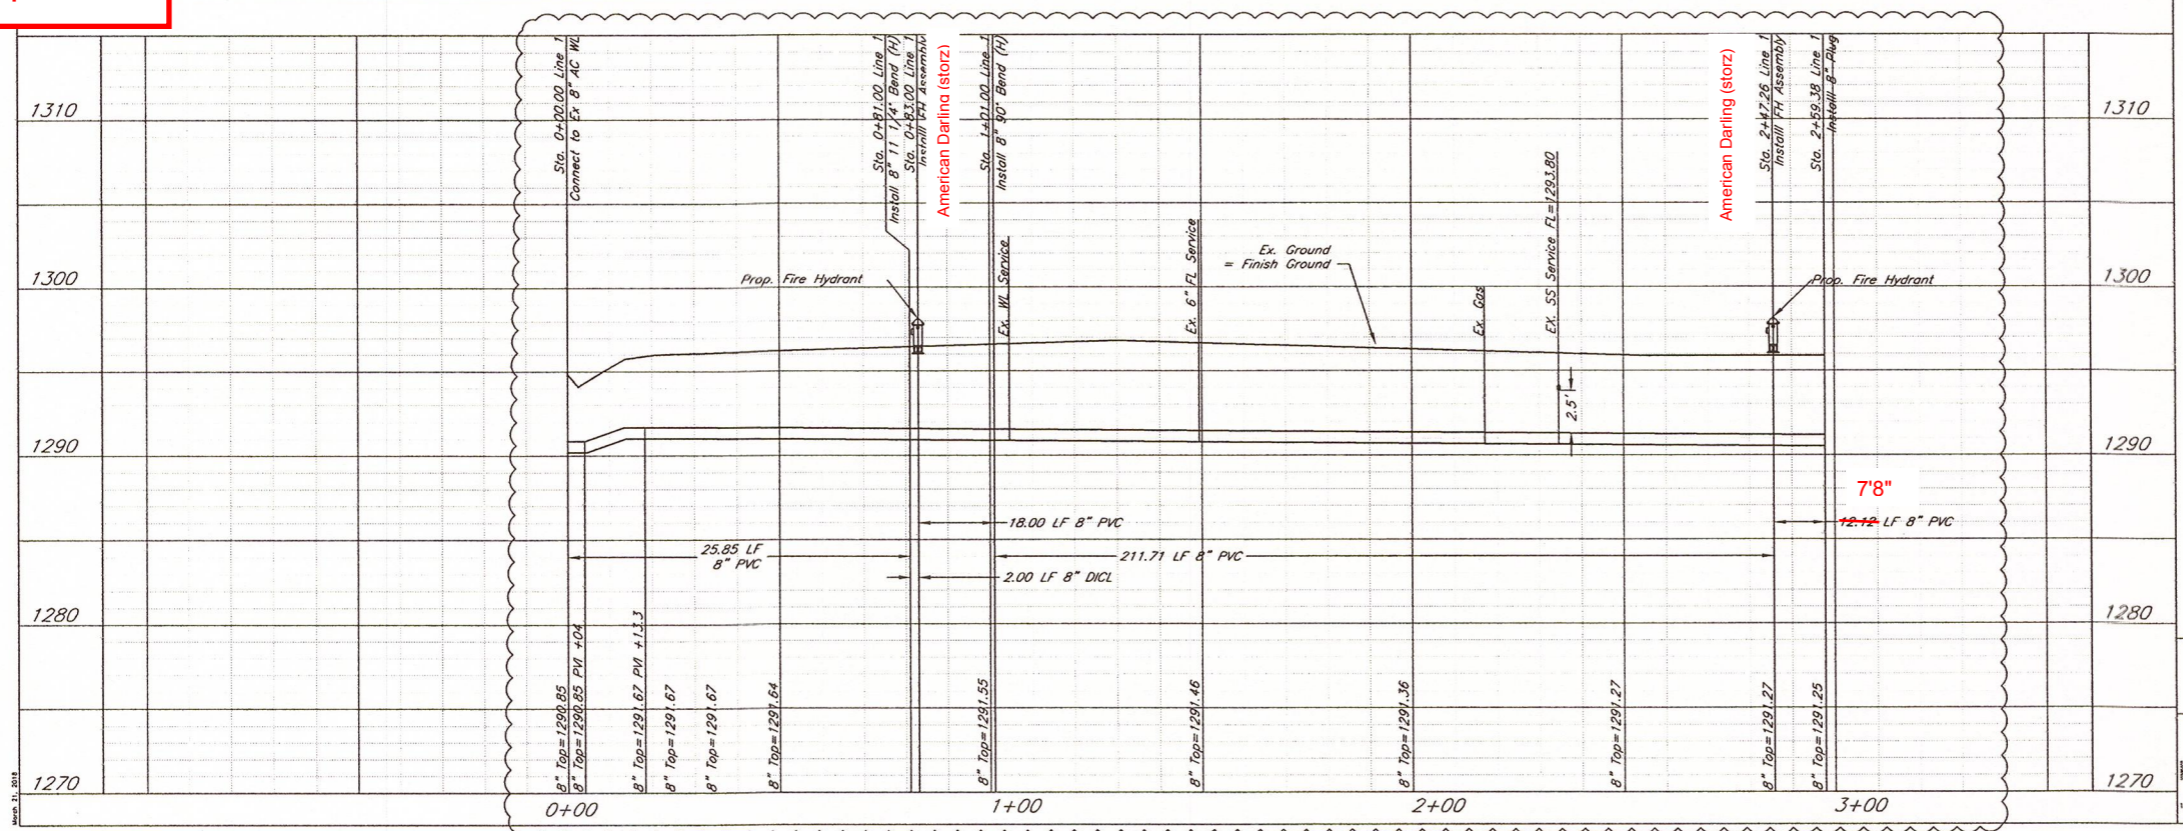 Sta. 0+00.00 Line 1
Connect to Ex 8" AC WL
Sta. 0+81.00 Line 1
Install 8" 11 1/4° Bend (H)
Sta. 0+83.00 Line 1
Install FH Assembly
American Darling (storz)
Sta. 1+01.00 Line 1
Install 8" 90° Bend (H)
American Darling (storz)
Sta. 2+47.26 Line 1
Installl FH Assembly
Sta. 2+59.38 Line 1
Installl 8" Plug
1310
1310
1300
1300
Prop. Fire Hydrant
Ex. WL Service
Ex. 6" FL Service
Ex. Ground
= Finish Ground
Ex. Gas
EX. SS Service FL=1293.80
Prop. Fire Hydrant
2.5'
1290
1290
7'8"
18.00 LF 8" PVC
12.12 LF 8" PVC
25.85 LF
8" PVC
211.71 LF 8" PVC
2.00 LF 8" DICL
1280
1280
8" Top=1290.85
8" Top=1290.85 PVI +04
8" Top=1291.67 PVI +13.3
8" Top=1291.67
8" Top=1291.67
8" Top=1291.64
8" Top=1291.55
8" Top=1291.46
8" Top=1291.36
8" Top=1291.27
8" Top=1291.27
8" Top=1291.25
1270
1270
0+00
1+00
2+00
3+00
March 21, 2018